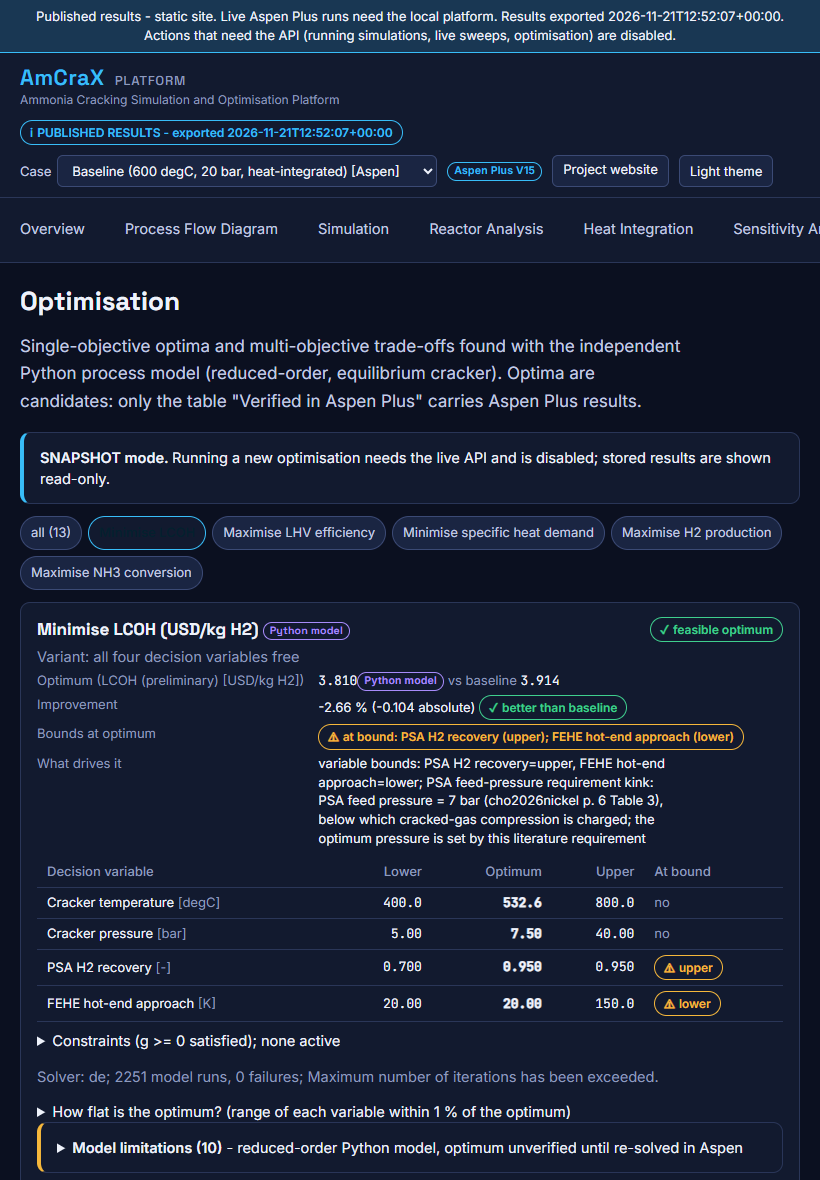 Published results - static site. Live Aspen Plus runs need the local platform. Results exported 2026-11-21T12:52:07+00:00.
Actions that need the API (running simulations, live sweeps, optimisation) are disabled.
AmCraX PLATFORM
Ammonia Cracking Simulation and Optimisation Platform
i PUBLISHED RESULTS - exported 2026-11-21T12:52:07+00:00
Case Baseline (600 degC, 20 bar, heat-integrated) [Aspen] Aspen Plus V15 Project website Light theme
Overview Process Flow Diagram Simulation Reactor Analysis Heat Integration Sensitivity
Optimisation
Single-objective optima and multi-objective trade-offs found with the independent
Python process model (reduced-order, equilibrium cracker). Optima are
candidates: only the table "Verified in Aspen Plus" carries Aspen Plus results.
SNAPSHOT mode. Running a new optimisation needs the live API and is disabled; stored results are shown
read-only.
all (13) Maximise LHV efficiency Minimise specific heat demand Maximise H2 production
Maximise NH3 conversion
Minimise LCOH (USD/kg H2) Python model ✓ feasible optimum
Variant: all four decision variables free
Optimum (LCOH (preliminary) [USD/kg H2]) 3.810 Python model vs baseline 3.914
Improvement -2.66 % (-0.104 absolute) ✓ better than baseline
Bounds at optimum ⚠ at bound: PSA H2 recovery (upper); FEHE hot-end approach (lower)
What drives it variable bounds: PSA H2 recovery=upper, FEHE hot-end
approach=lower; PSA feed-pressure requirement kink:
PSA feed pressure = 7 bar (cho2026nickel p. 6 Table 3),
below which cracked-gas compression is charged; the
optimum pressure is set by this literature requirement
Decision variable Lower Optimum Upper At bound
Cracker temperature [degC] 400.0 532.6 800.0 no
Cracker pressure [bar] 5.00 7.50 40.00 no
PSA H2 recovery [-] 0.700 0.950 0.950 ⚠ upper
FEHE hot-end approach [K] 20.00 20.00 150.0 ⚠ lower
▶ Constraints (g >= 0 satisfied); none active
Solver: de; 2251 model runs, 0 failures; Maximum number of iterations has been exceeded.
▶ How flat is the optimum? (range of each variable within 1 % of the optimum)
▶ Model limitations (10) - reduced-order Python model, optimum unverified until re-solved in Aspen